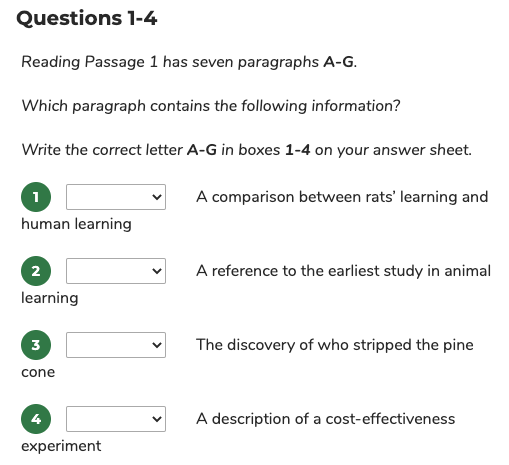 Questions 1-4
Reading Passage 1 has seven paragraphs A-G.
Which paragraph contains the following information?
Write the correct letter A-G in boxes 1-4 on your answer sheet.
1 A comparison between rats’ learning and
human learning
2 A reference to the earliest study in animal
learning
3 The discovery of who stripped the pine
cone
4 A description of a cost-effectiveness
experiment